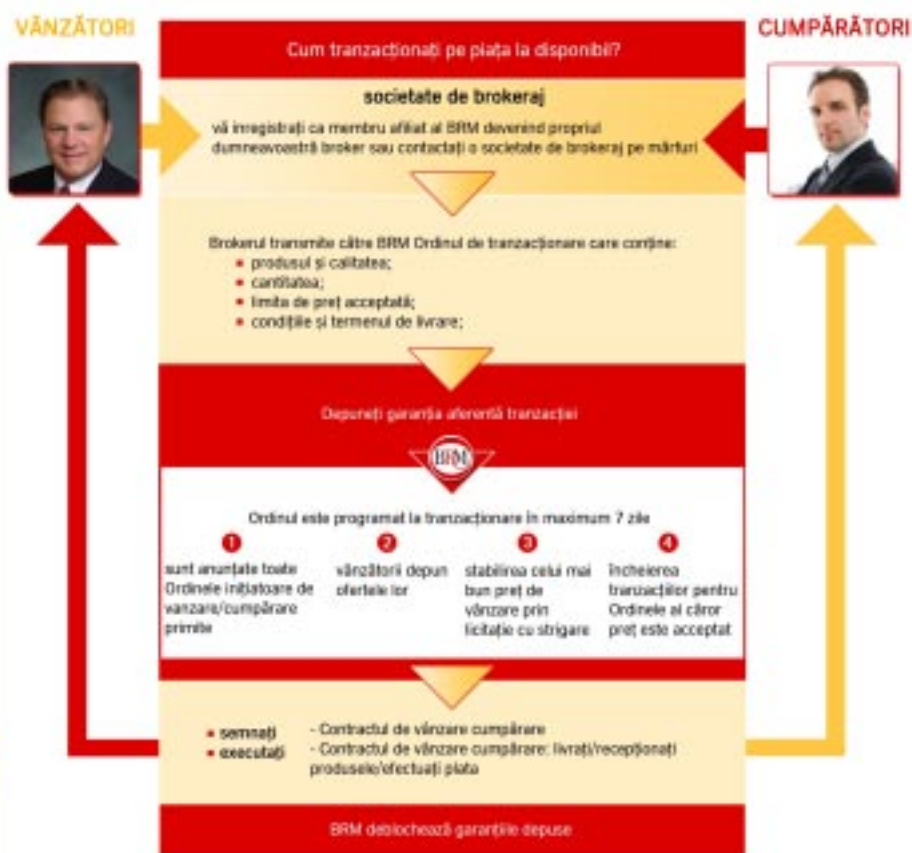 VÂNZĂTORI
CUMPĂRĂTORI
Cum tranzacționați pe piața la disponibil?
societate de brokeraj
vă înregistrați ca membru afiliat al BRM devenind propriul
dumneavoastră broker sau contactați o societate de brokeraj pe mărfuri
Brokerul transmite către BRM Ordinul de tranzacționare care conține:
produsul și calitatea;
cantitatea;
limita de preț acceptată;
condițiile și termenul de livrare;
Depuneți garanția aferentă tranzacției
BRM
Ordinul este programat la tranzacționare în maximum 7 zile
1
sunt anunțate toate
Ordinele inițiatoare de
vanzare/cumpărare
primite
2
vânzătorii depun
ofertele lor
3
stabilirea celui mai
bun preț de
vânzare prin
licitație cu strigare
4
încheierea
tranzacțiilor pentru
Ordinele al căror
preț este acceptat
semnați - Contractul de vânzare cumpărare
executați - Contractul de vânzare cumpărare: livrați/recepționați
produsele/efectuați plata
BRM deblochează garanțiile depuse